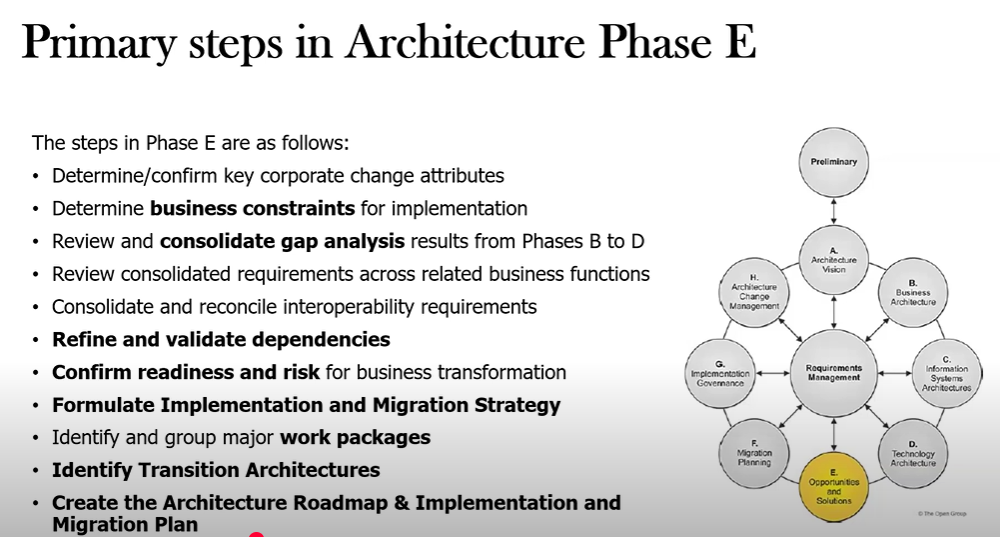 Primary steps in Architecture Phase E
The steps in Phase E are as follows:
• Determine/confirm key corporate change attributes
• Determine business constraints for implementation
• Review and consolidate gap analysis results from Phases B to D
• Review consolidated requirements across related business functions
• Consolidate and reconcile interoperability requirements
• Refine and validate dependencies
• Confirm readiness and risk for business transformation
• Formulate Implementation and Migration Strategy
• Identify and group major work packages
• Identify Transition Architectures
• Create the Architecture Roadmap & Implementation and
Migration Plan
Preliminary
A.
Architecture
Vision
B.
Business
Architecture
C.
Information
Systems
Architectures
D.
Technology
Architecture
E.
Opportunities
and
Solutions
F.
Migration
Planning
G.
Implementation
Governance
H.
Architecture
Change
Management
Requirements
Management
© The Open Group